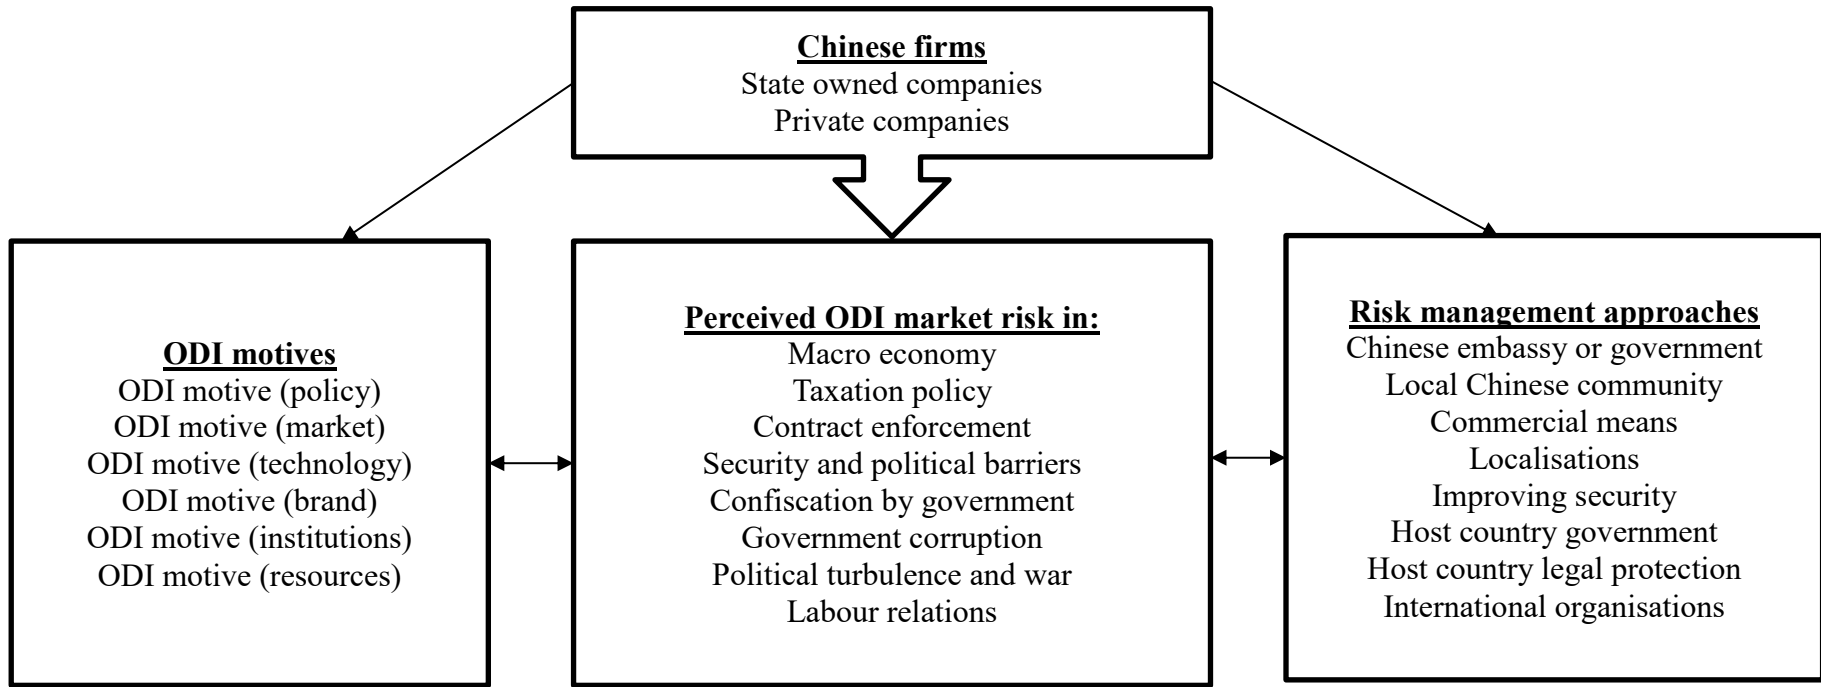 Chinese firms
State owned companies
Private companies
ODI motives
ODI motive (policy)
ODI motive (market)
ODI motive (technology)
ODI motive (brand)
ODI motive (institutions)
ODI motive (resources)
Perceived ODI market risk in:
Macro economy
Taxation policy
Contract enforcement
Security and political barriers
Confiscation by government
Government corruption
Political turbulence and war
Labour relations
Risk management approaches
Chinese embassy or government
Local Chinese community
Commercial means
Localisations
Improving security
Host country government
Host country legal protection
International organisations